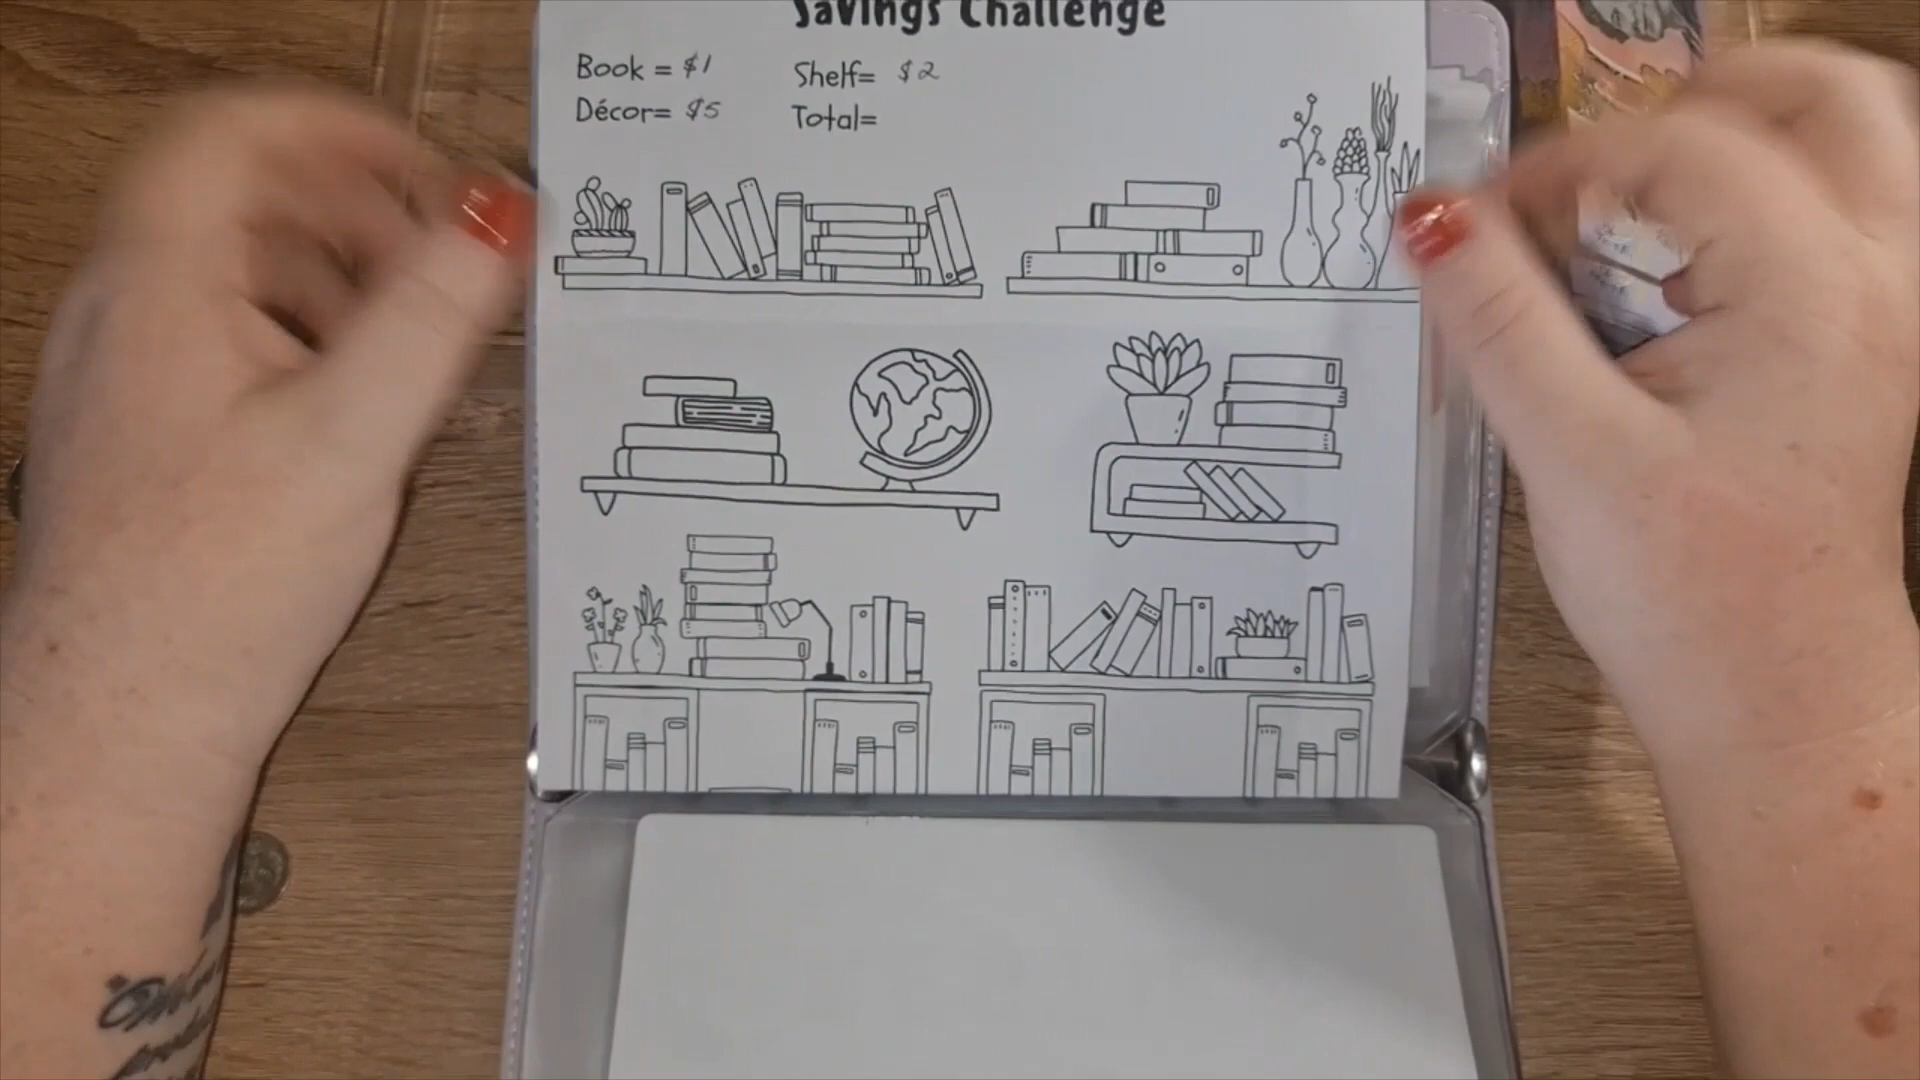 Savings Challenge
Book = $1
Shelf= $2
Décor= $5
Total=